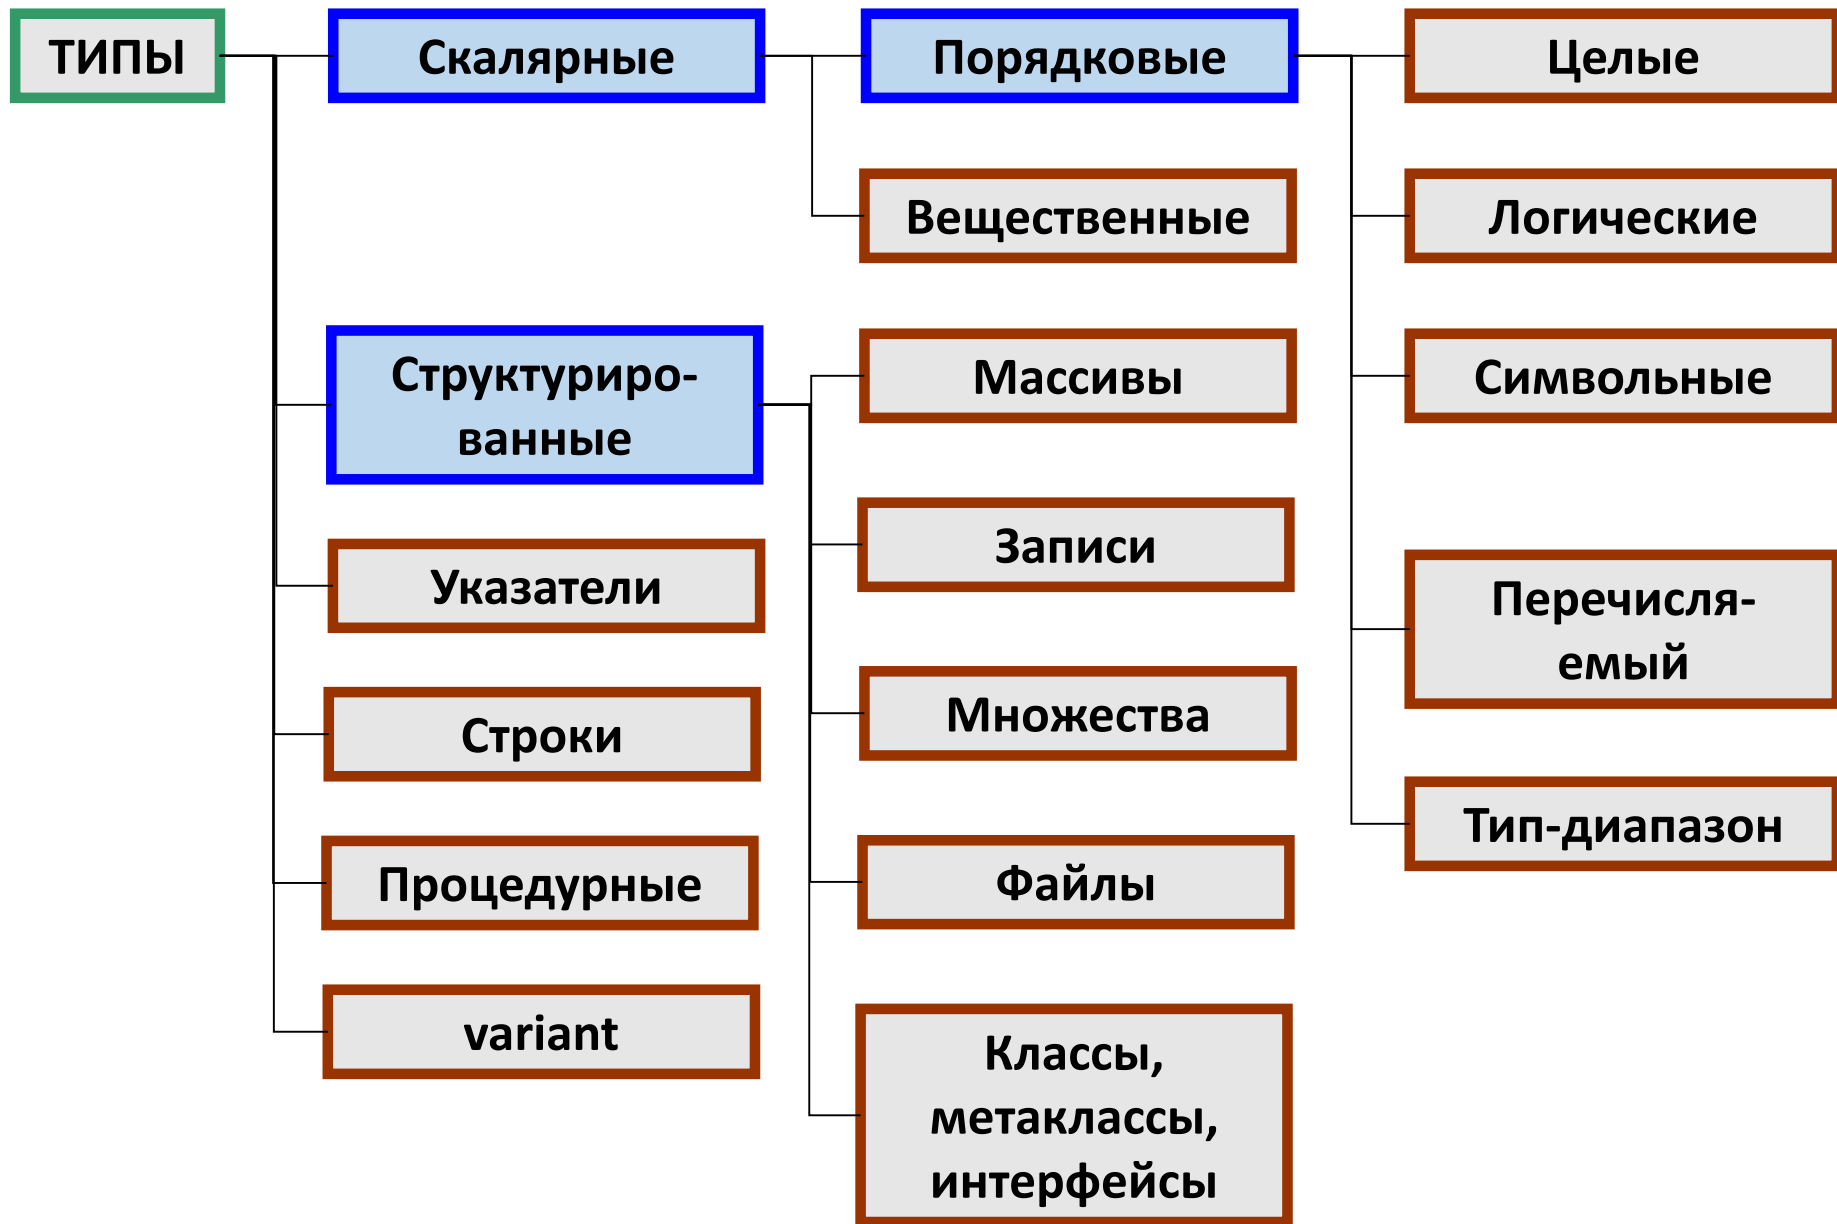 ТИПЫ
Скалярные
Порядковые
Целые
Вещественные
Логические
Структуриро-
ванные
Массивы
Символьные
Указатели
Записи
Перечисля-
емый
Строки
Множества
Тип-диапазон
Процедурные
Файлы
variant
Классы,
метаклассы,
интерфейсы